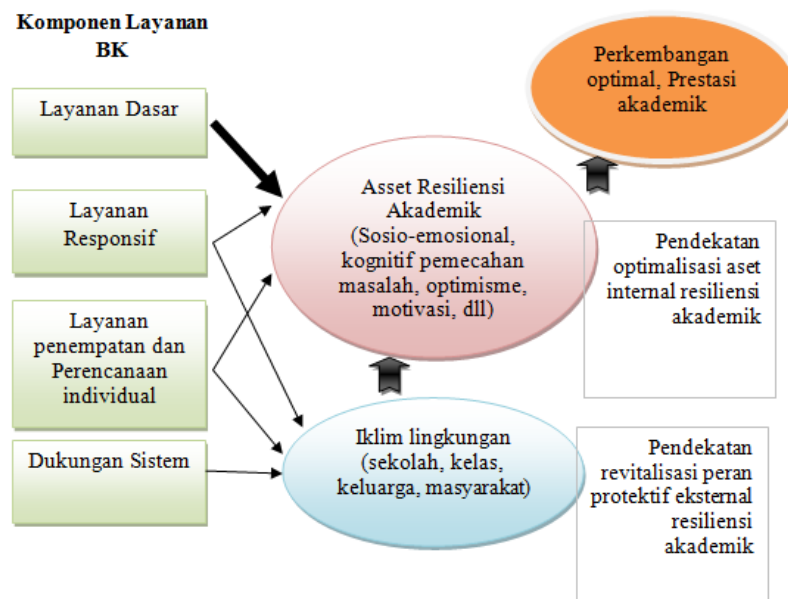 Komponen Layanan
BK
Layanan Dasar
Layanan
Responsif
Layanan
penempatan dan
Perencanaan
individual
Dukungan Sistem
Perkembangan
optimal, Prestasi
akademik
Asset Resiliensi
Akademik
(Sosio-emosional,
kognitif pemecahan
masalah, optimisme,
motivasi, dll)
Pendekatan
optimalisasi aset
internal resiliensi
akademik
Iklim lingkungan
(sekolah, kelas,
keluarga, masyarakat)
Pendekatan
revitalisasi peran
protektif eksternal
resiliensi
akademik